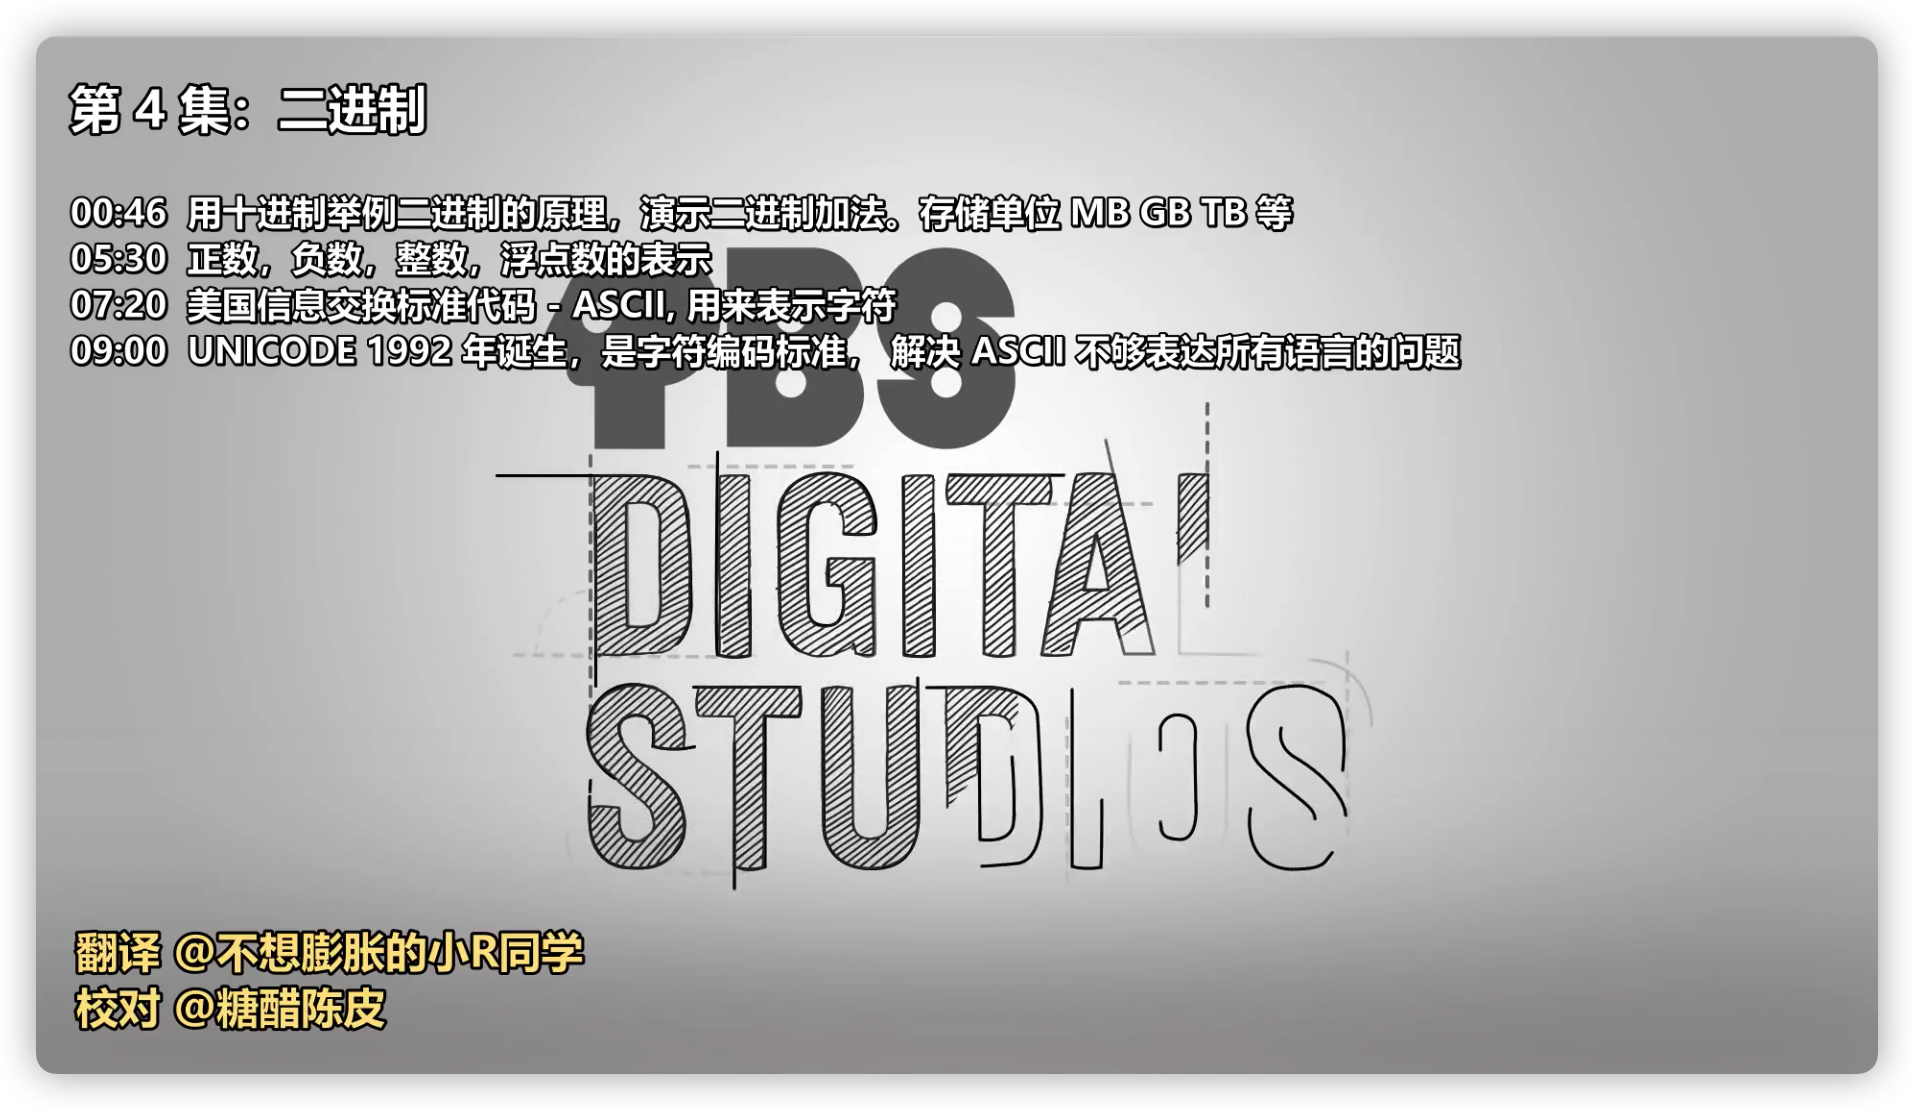 第 4 集：二进制
00:46 用十进制举例二进制的原理，演示二进制加法。存储单位 MB GB TB 等
05:30 正数，负数，整数，浮点数的表示
07:20 美国信息交换标准代码 - ASCII, 用来表示字符
09:00 UNICODE 1992 年诞生，是字符编码标准， 解决 ASCII 不够表达所有语言的问题
PBS
DIGITAL
STUDIOS
翻译 @不想膨胀的小R同学
校对 @糖醋陈皮